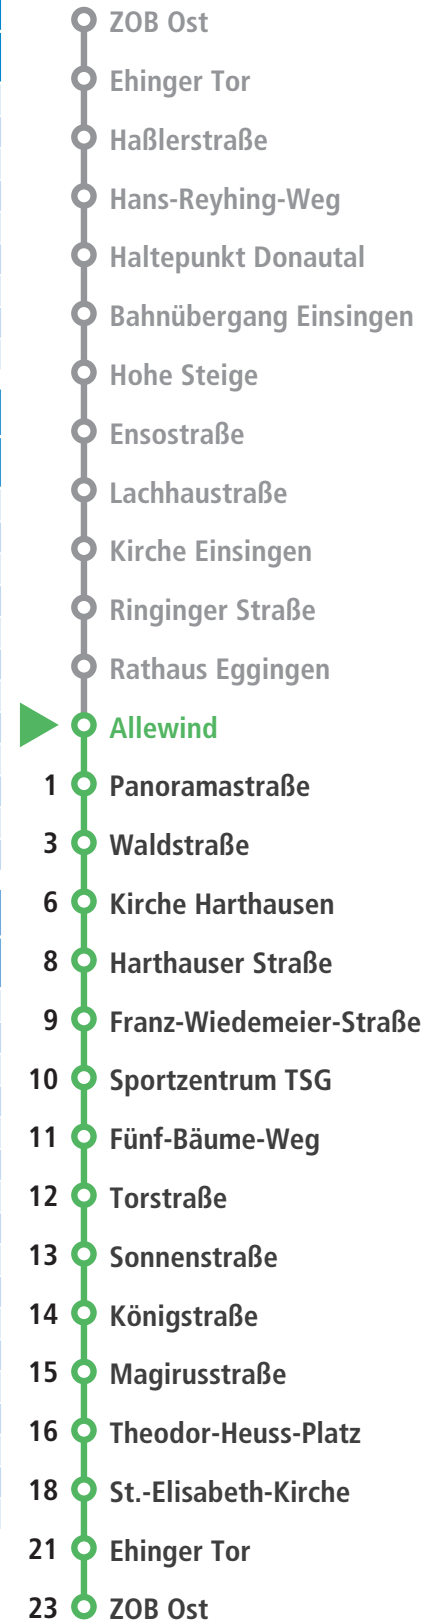 ZOB Ost
Ehinger Tor
Haßlerstraße
Hans-Reyhing-Weg
Haltepunkt Donautal
Bahnübergang Einsingen
Hohe Steige
Ensostraße
Lachhaustraße
Kirche Einsingen
Ringinger Straße
Rathaus Eggingen
Allewind
1 Panoramastraße
3 Waldstraße
6 Kirche Harthausen
8 Harthauser Straße
9 Franz-Wiedemeier-Straße
10 Sportzentrum TSG
11 Fünf-Bäume-Weg
12 Torstraße
13 Sonnenstraße
14 Königstraße
15 Magirusstraße
16 Theodor-Heuss-Platz
18 St.-Elisabeth-Kirche
21 Ehinger Tor
23 ZOB Ost